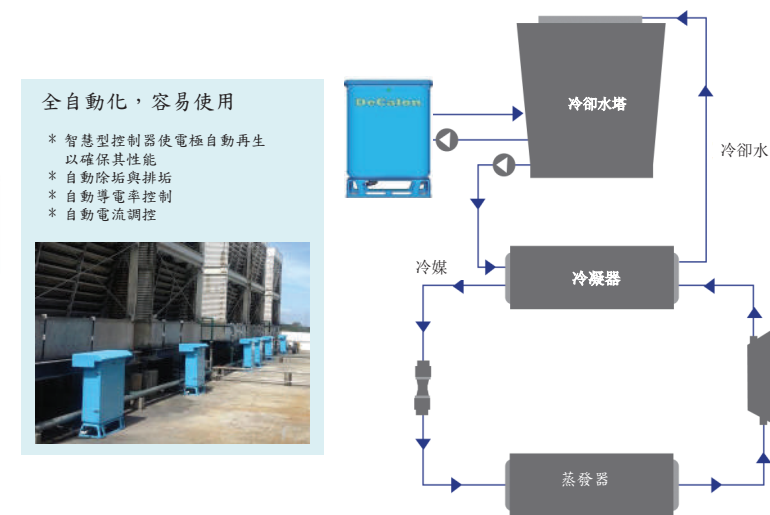 全自動化，容易使用
* 智慧型控制器使電極自動再生
以確保其性能
* 自動除垢與排垢
* 自動導電率控制
* 自動電流調控
DeCalon
冷卻水塔
冷卻水
冷媒
冷凝器
蒸發器